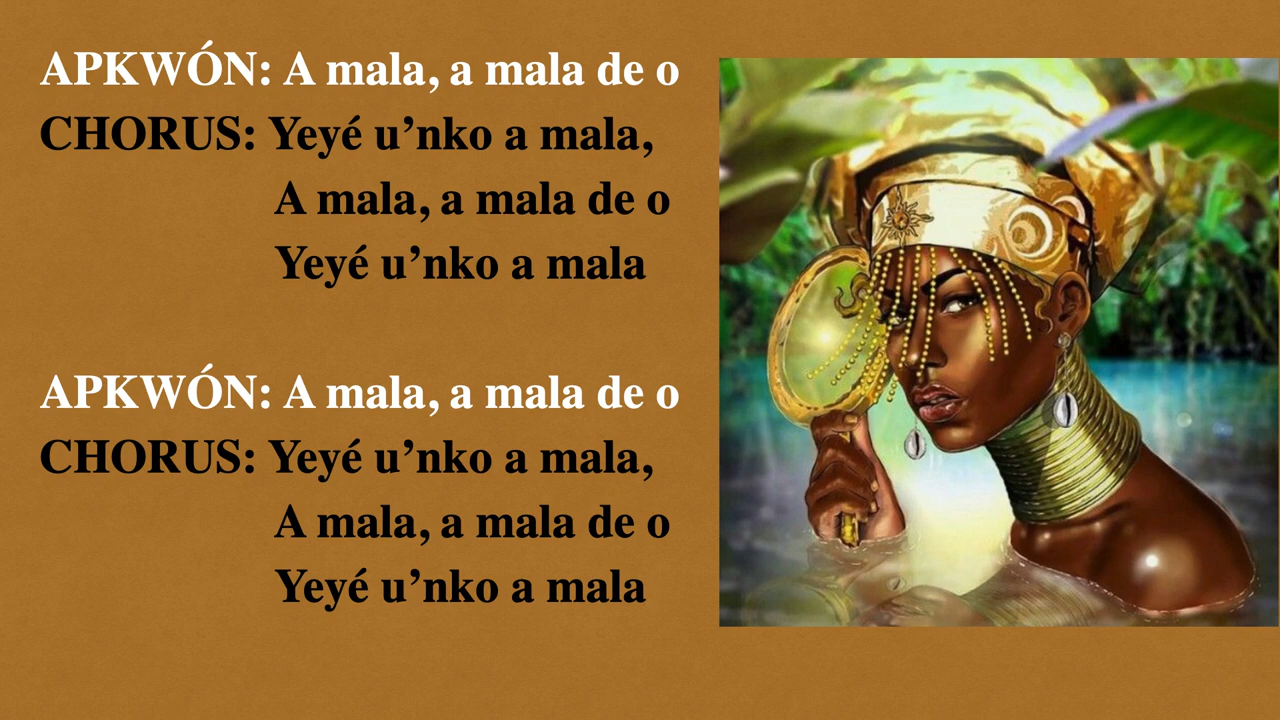 APKWÓN: A mala, a mala de o
CHORUS: Yeyé u’nko a mala,
A mala, a mala de o
Yeyé u’nko a mala
APKWÓN: A mala, a mala de o
CHORUS: Yeyé u’nko a mala,
A mala, a mala de o
Yeyé u’nko a mala